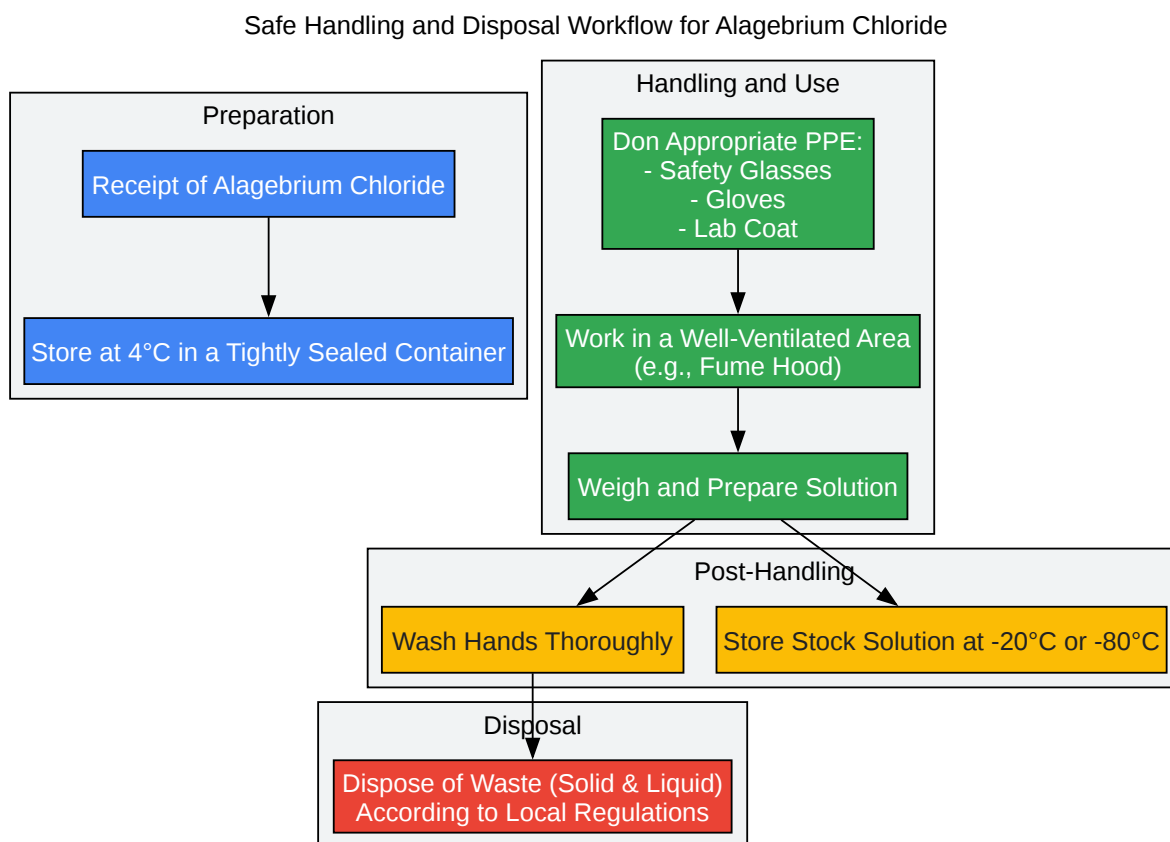 Safe Handling and Disposal Workflow for Alagebrium Chloride
Preparation
Receipt of Alagebrium Chloride
Store at 4°C in a Tightly Sealed Container
Handling and Use
Don Appropriate PPE:
- Safety Glasses
- Gloves
- Lab Coat
Work in a Well-Ventilated Area
(e.g., Fume Hood)
Weigh and Prepare Solution
Post-Handling
Wash Hands Thoroughly
Store Stock Solution at -20°C or -80°C
Disposal
Dispose of Waste (Solid & Liquid)
According to Local Regulations